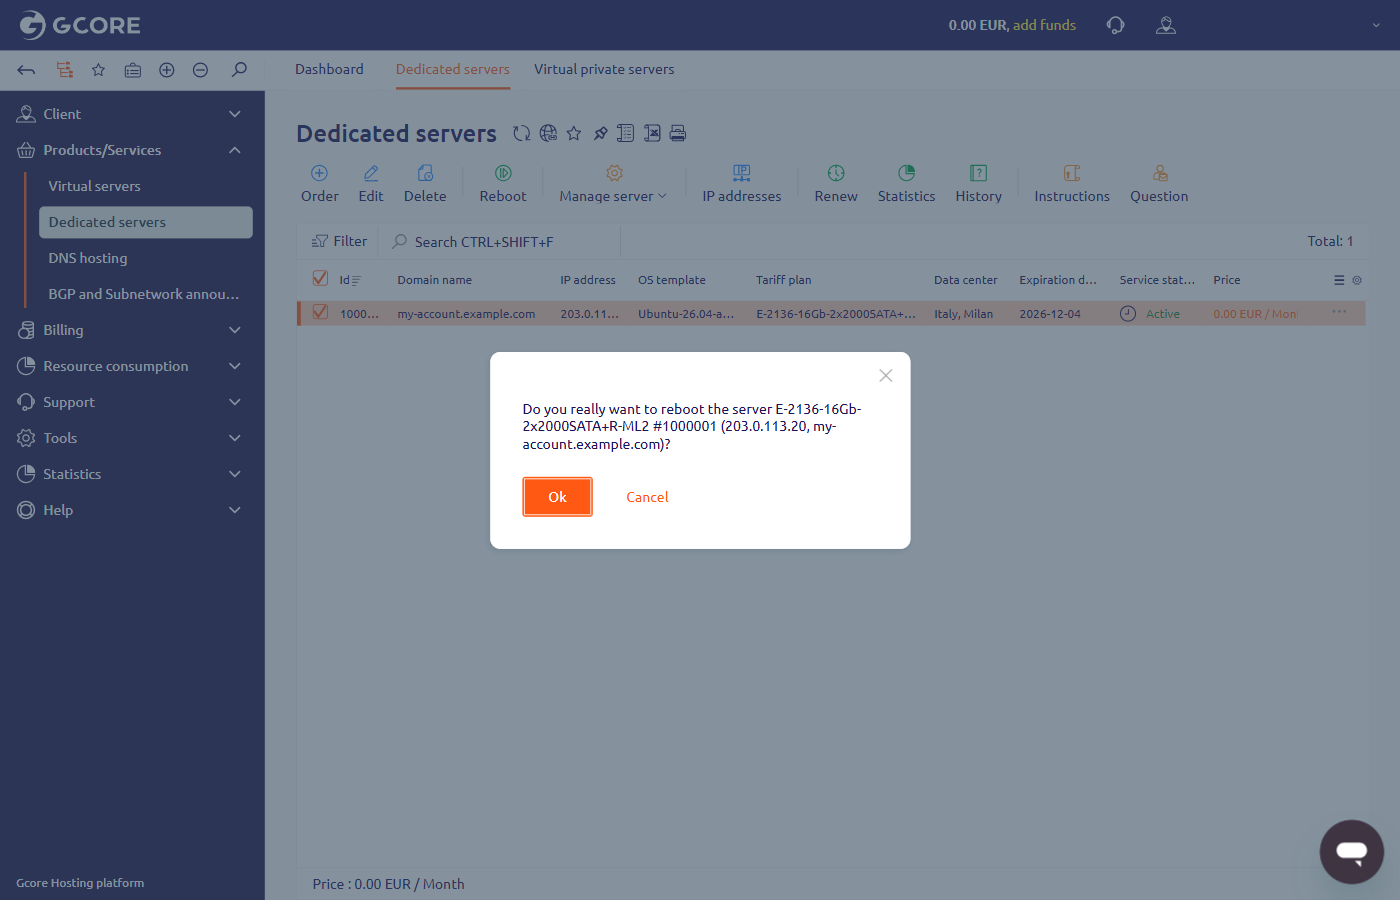 GCORE
0.00 EUR, add funds
Dashboard
Dedicated servers
Virtual private servers
Client
Products/Services
Virtual servers
Dedicated servers
DNS hosting
BGP and Subnetwork annou...
Billing
Resource consumption
Support
Tools
Statistics
Help
Gcore Hosting platform
Dedicated servers
Order
Edit
Delete
Reboot
Manage server
IP addresses
Renew
Statistics
History
Instructions
Question
Filter
Search CTRL+SHIFT+F
Total: 1
Id Domain name IP address OS template Tariff plan Data center Expiration d... Service stat... Price
1000... my-account.example.com 203.0.11... Ubuntu-26.04-a... E-2136-16Gb-2x2000SATA+... Italy, Milan 2026-12-04 Active 0.00 EUR / Mon
Do you really want to reboot the server E-2136-16Gb-
2x2000SATA+R-ML2 #1000001 (203.0.113.20, my-
account.example.com)?
Ok
Cancel
Price : 0.00 EUR / Month